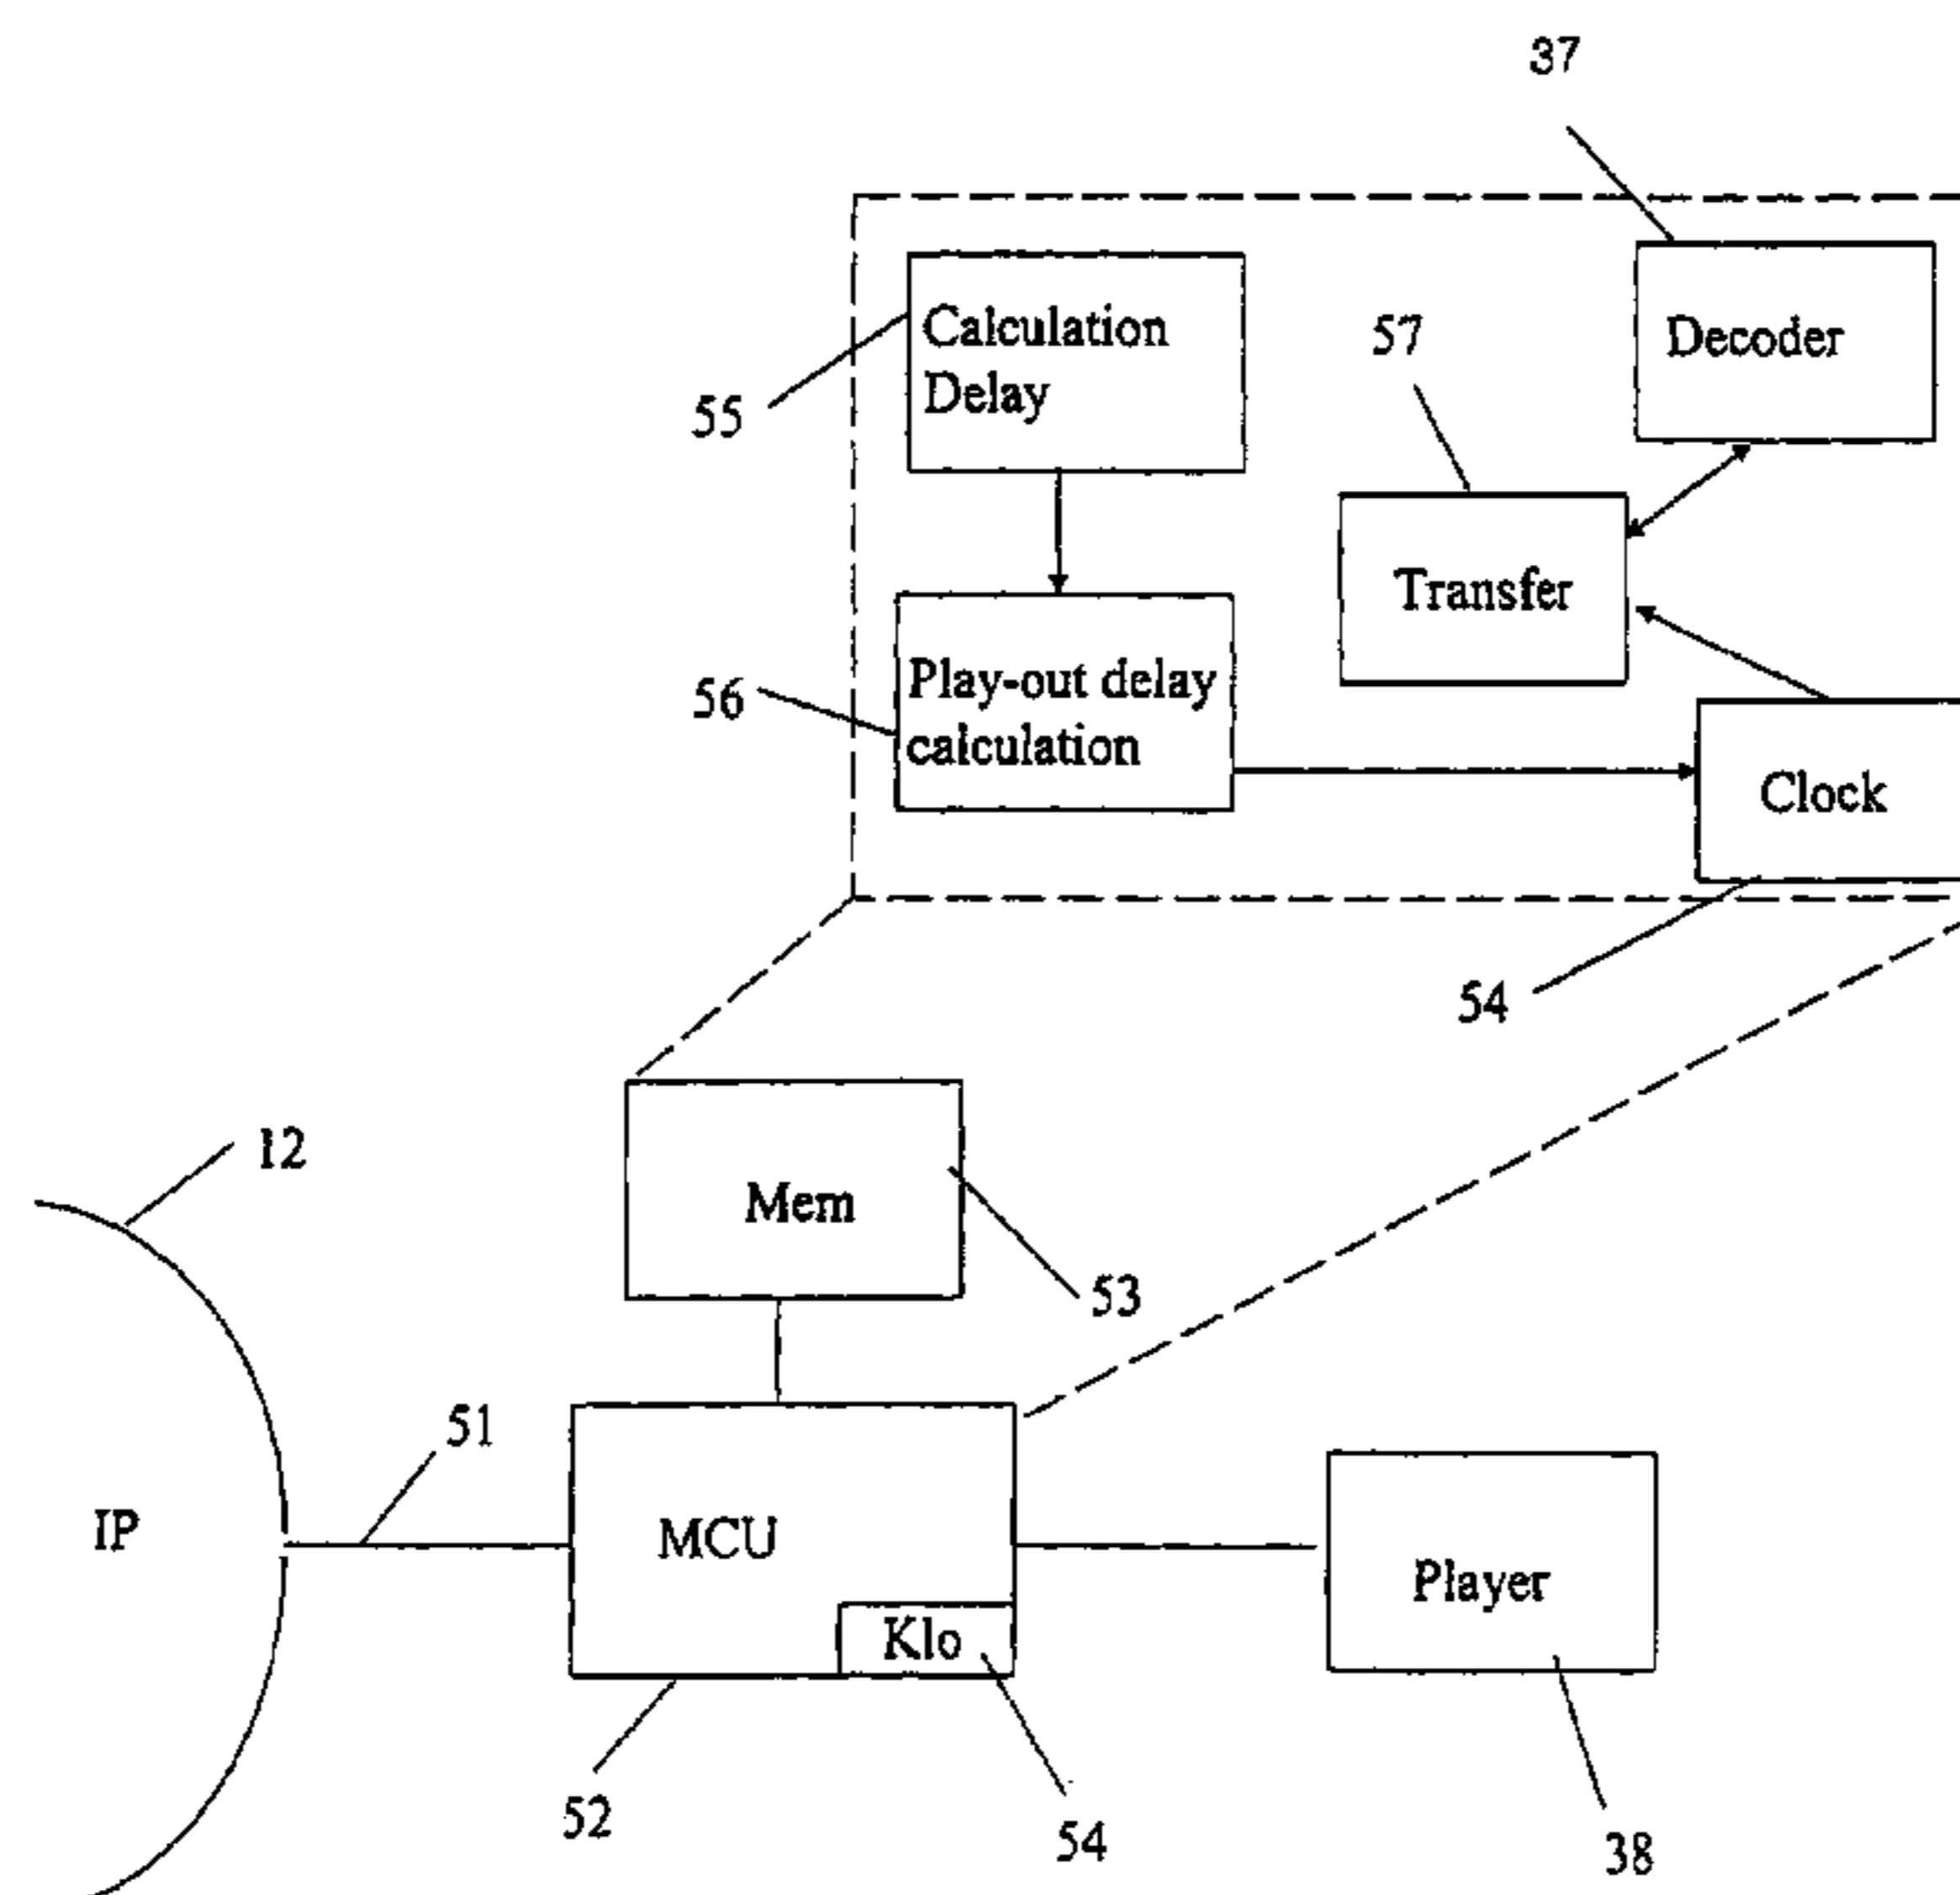 37
Calculation
Delay
55
57
Decoder
Transfer
Play-out delay
calculation
56
Clock
54
12
Mem
53
51
IP
MCU
Klo
Player
52
54
38